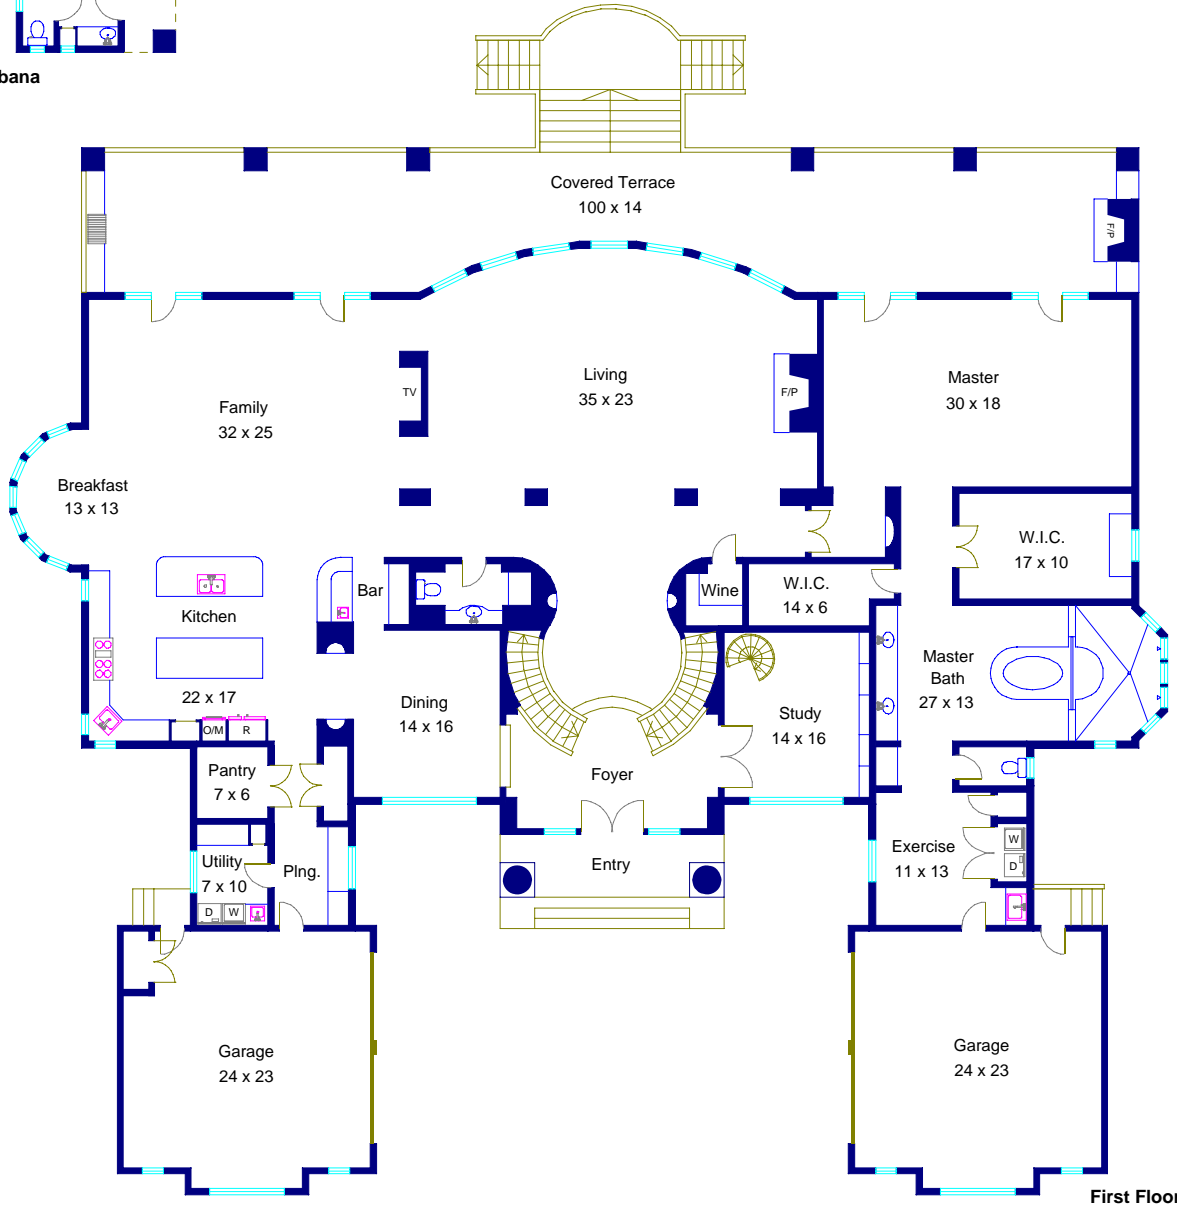 bana
Covered Terrace
100 x 14
F/P
Living
35 x 23
TV
F/P
Master
30 x 18
Family
32 x 25
Breakfast
13 x 13
W.I.C.
17 x 10
Bar
Wine
W.I.C.
14 x 6
Kitchen
22 x 17
O/M
R
Master
Bath
27 x 13
Dining
14 x 16
Study
14 x 16
Foyer
Pantry
7 x 6
Utility
7 x 10
D
W
Plng.
Entry
Exercise
11 x 13
W
D
Garage
24 x 23
Garage
24 x 23
First Floor